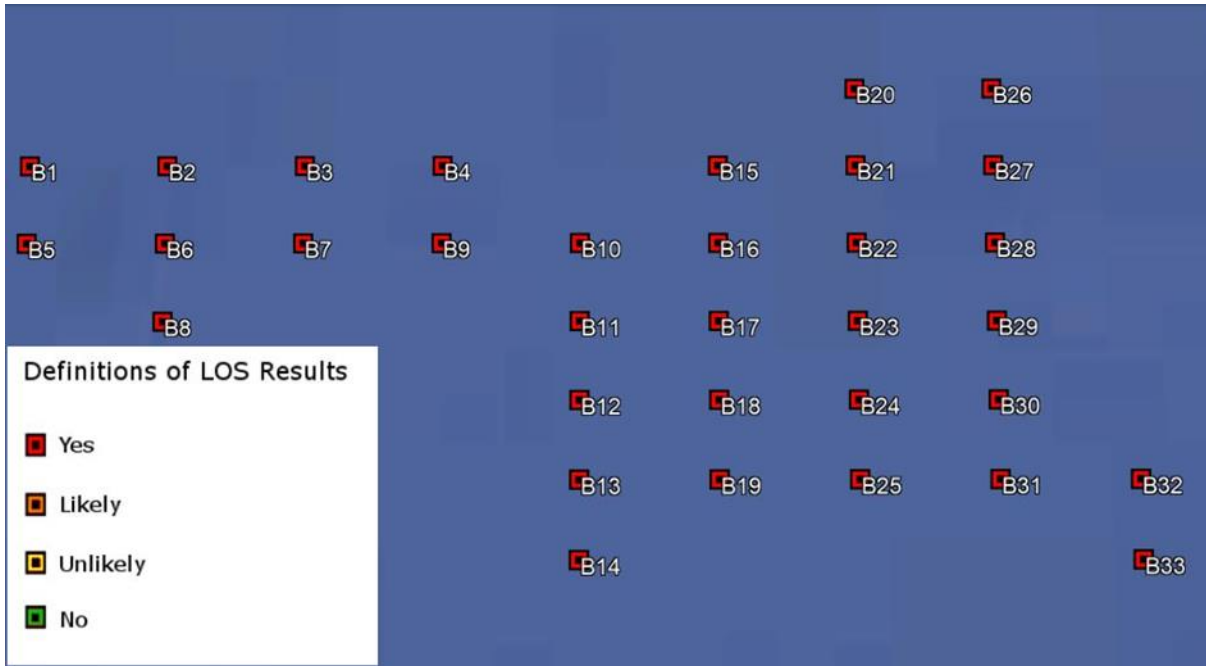 B20 B26
B1 B2 B3 B4 B15 B21 B27
B5 B6 B7 B9 B10 B16 B22 B28
B8 B11 B17 B23 B29
Definitions of LOS Results
B12 B18 B24 B30
Yes
B13 B19 B25 B31 B32
Likely
Unlikely
B14 B33
No